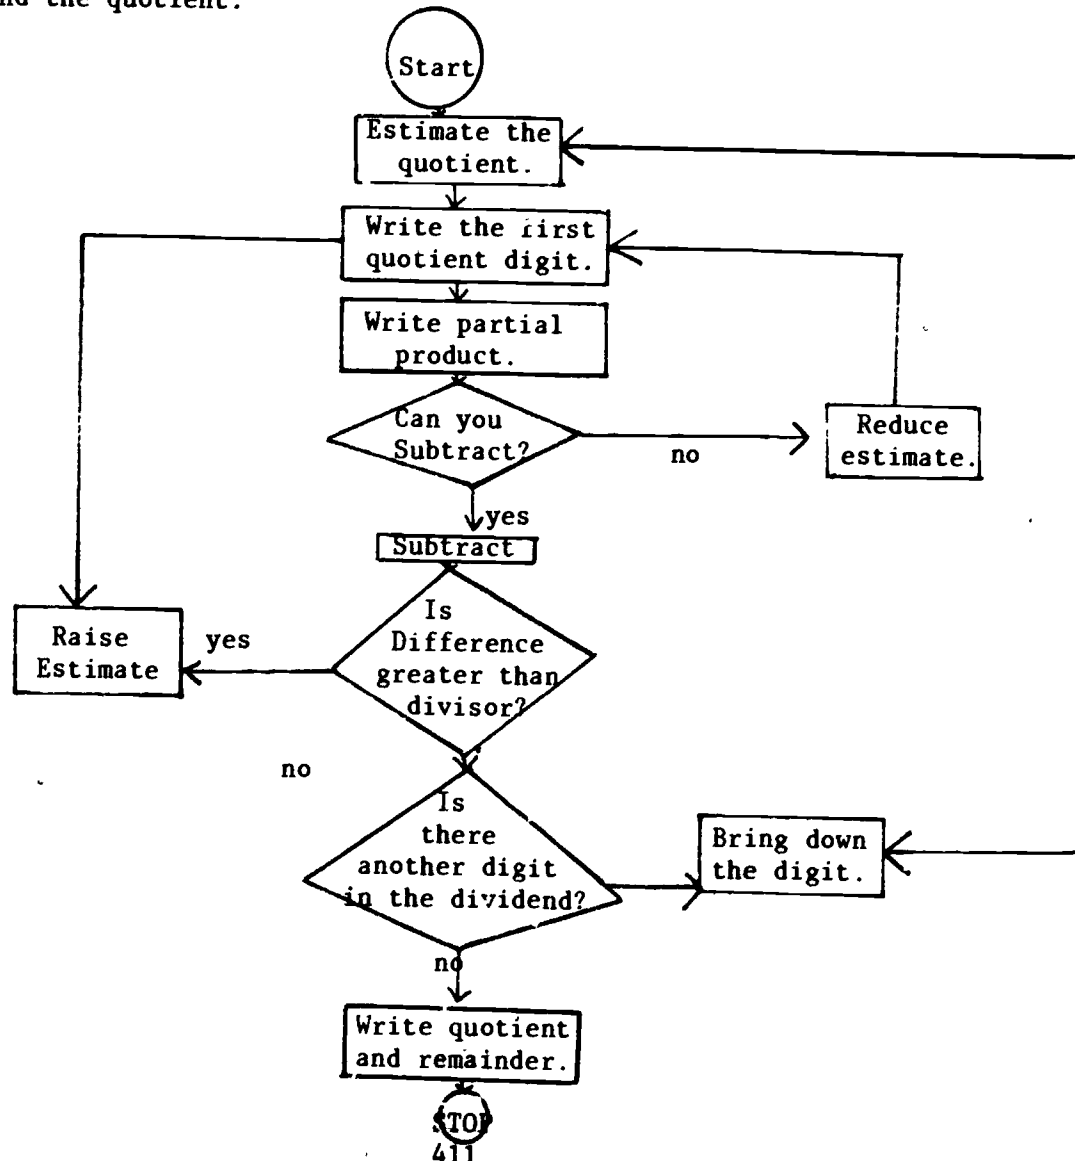 nd the quotient.
Start
Estimate the
quotient.
Write the first
quotient digit.
Write partial
product.
Can you
Subtract?
no
Reduce
estimate.
yes
Subtract
Is
Difference
greater than
divisor?
yes
Raise
Estimate
no
Is
there
another digit
in the dividend?
Bring down
the digit.
no
Write quotient
and remainder.
STOP
411